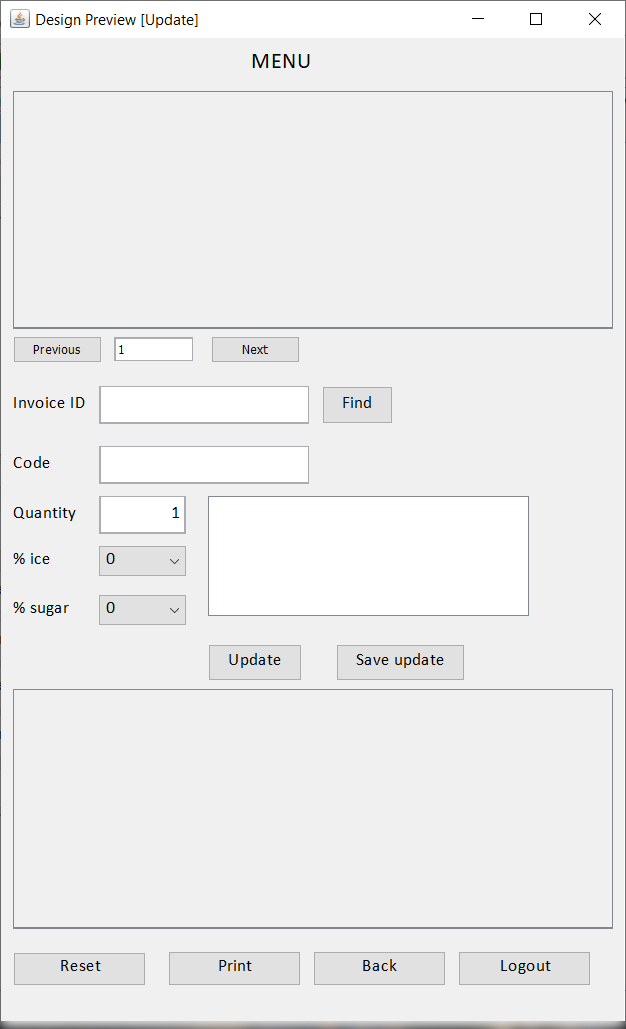 Design Preview [Update]
MENU
Previous 1 Next
Invoice ID Find
Code
Quantity 1
% ice 0
% sugar 0
Update Save update
Reset Print Back Logout